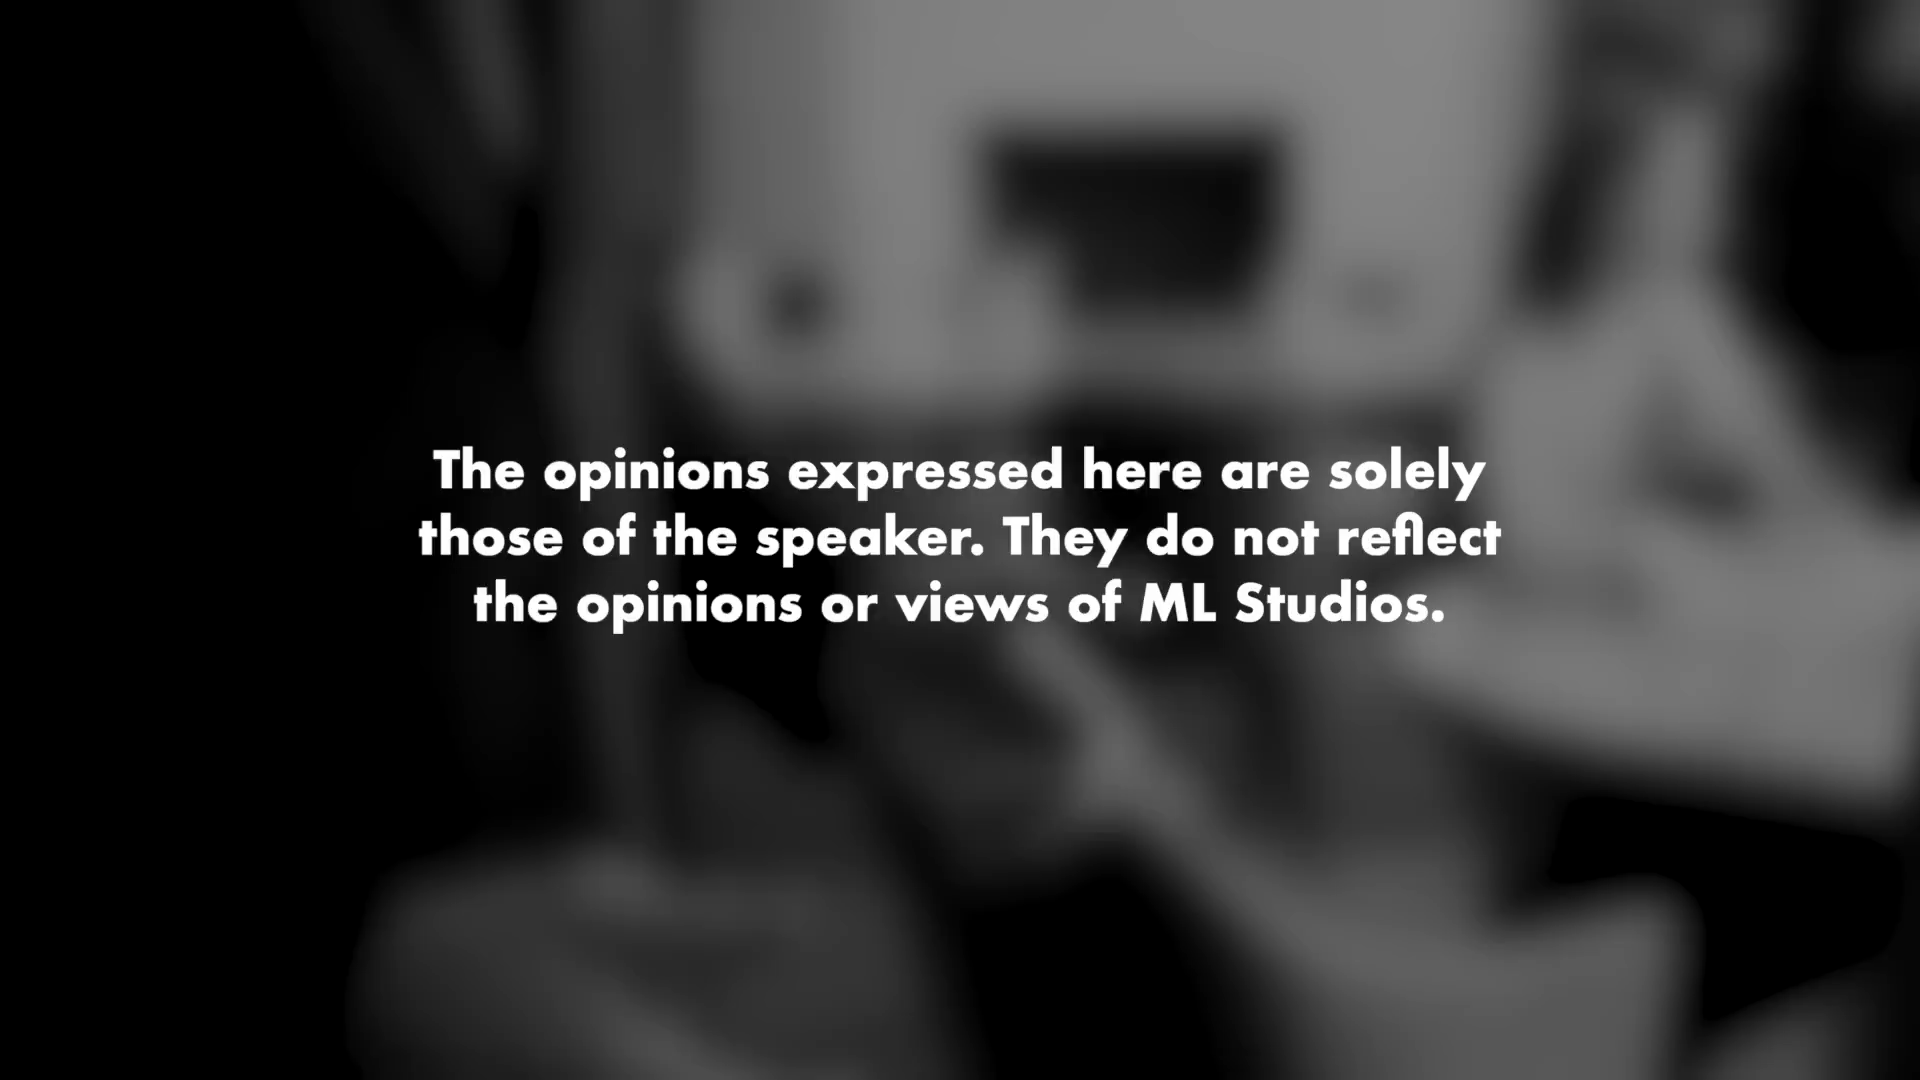 The opinions expressed here are solely
those of the speaker. They do not reflect
the opinions or views of ML Studios.